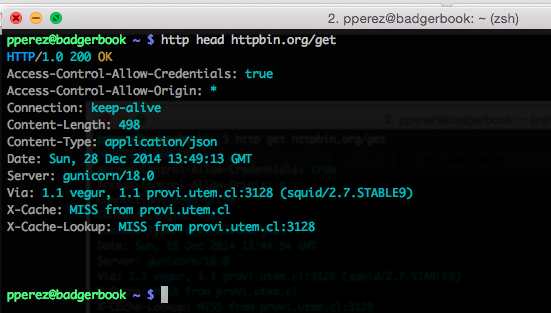 2. pperez@badgerbook: ~ (zsh)
pperez@badgerbook ~ $ http head httpbin.org/get
HTTP/1.0 200 OK
Access-Control-Allow-Credentials: true
Access-Control-Allow-Origin: *
Connection: keep-alive
Content-Length: 498
Content-Type: application/json
Date: Sun, 28 Dec 2014 13:49:13 GMT
Server: gunicorn/18.0
Via: 1.1 vegur, 1.1 provi.utem.cl:3128 (squid/2.7.STABLE9)
X-Cache: MISS from provi.utem.cl
X-Cache-Lookup: MISS from provi.utem.cl:3128
pperez@badgerbook ~ $